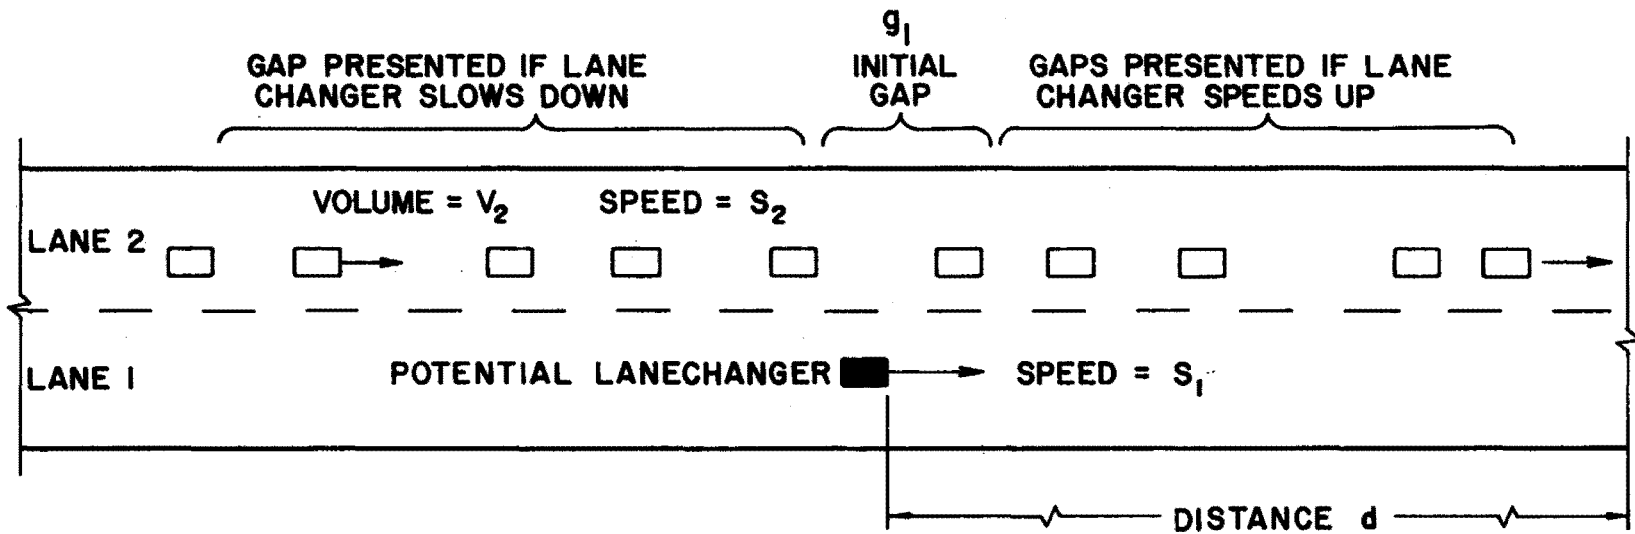 g₁
GAP PRESENTED IF LANE
CHANGER SLOWS DOWN
INITIAL
GAP
GAPS PRESENTED IF LANE
CHANGER SPEEDS UP
VOLUME = V₂
SPEED = S₂
LANE 2
LANE 1
POTENTIAL LANECHANGER
SPEED = S₁
DISTANCE d